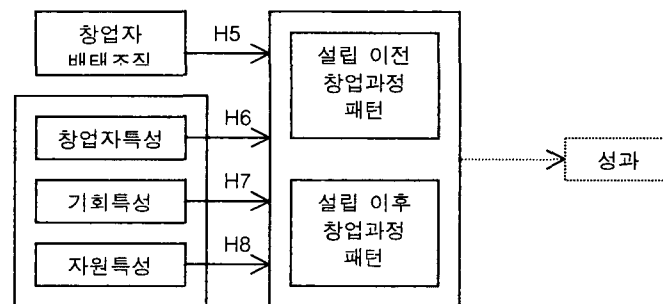 창업자
배태조직
H5
설립 이전
창업과정
패턴
창업자특성
H6
성과
기회특성
H7
설립 이후
창업과정
패턴
자원특성
H8